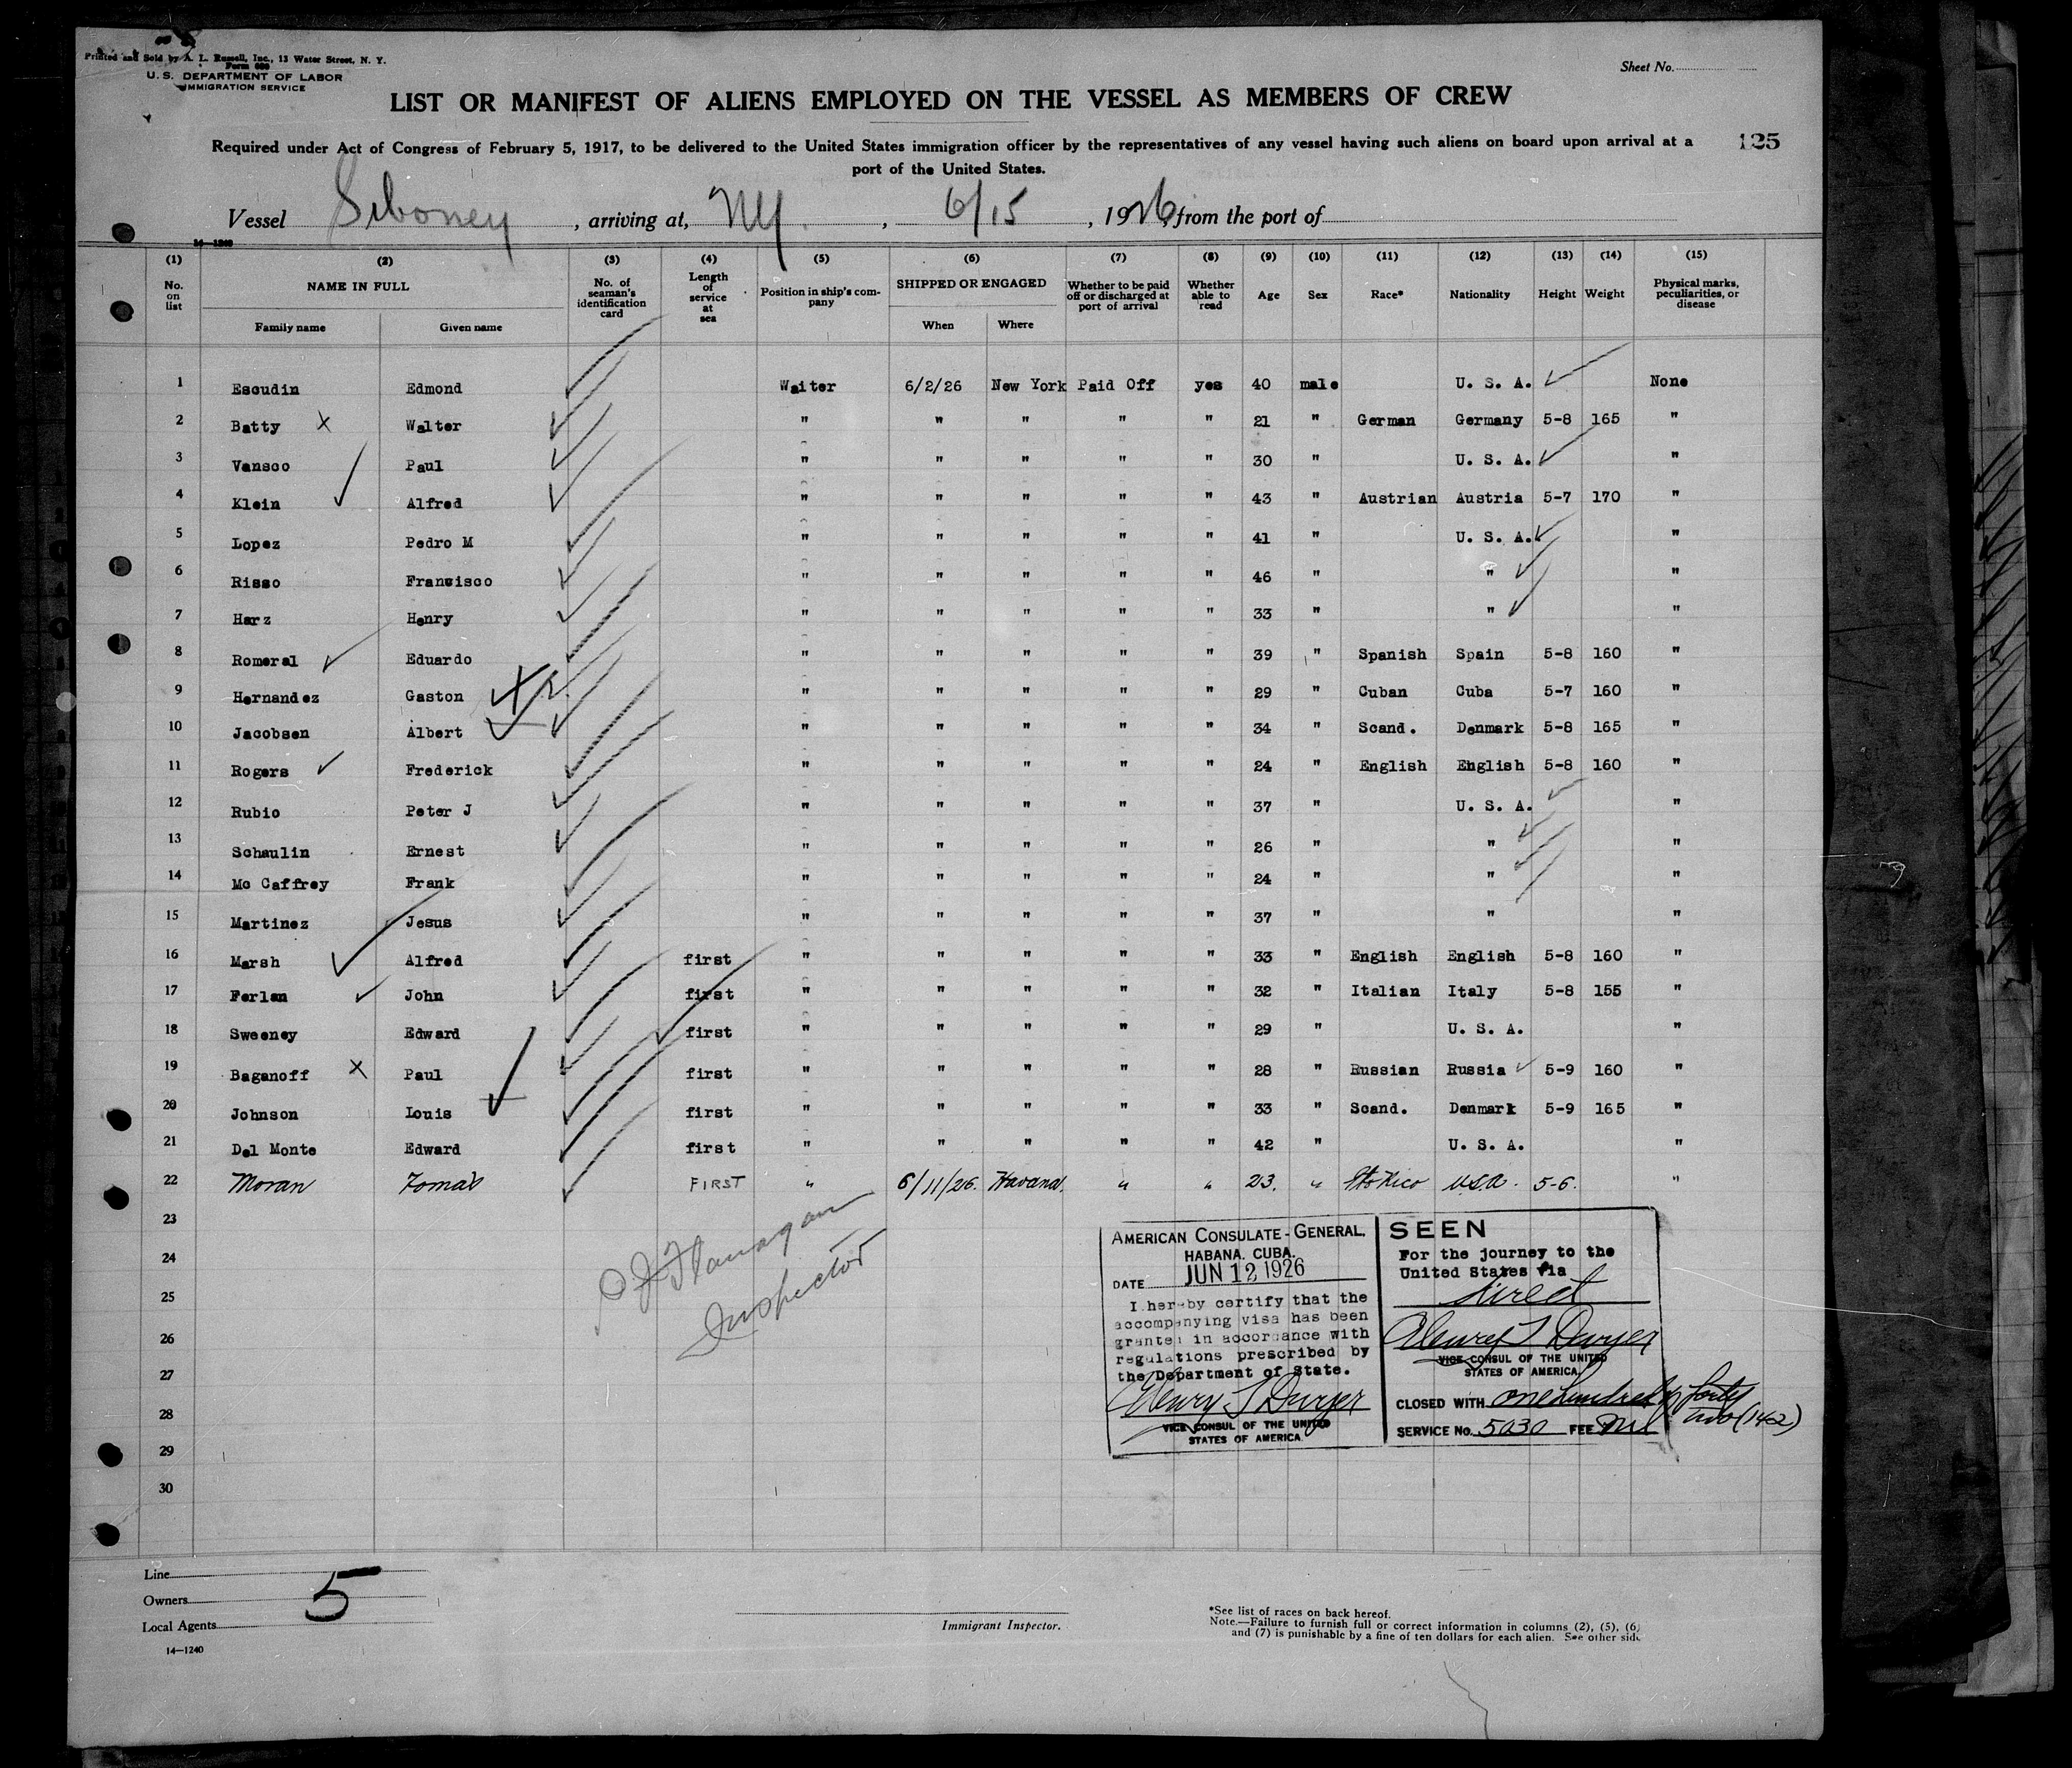 Printed and Sold by A. L. Russell, Inc., 13 Water Street, N. Y.
Form 680
U. S. DEPARTMENT OF LABOR
IMMIGRATION SERVICE
Sheet No.
LIST OR MANIFEST OF ALIENS EMPLOYED ON THE VESSEL AS MEMBERS OF CREW
Required under Act of Congress of February 5, 1917, to be delivered to the United States immigration officer by the representatives of any vessel having such aliens on board upon arrival at a
port of the United States.
125
Vessel Siboney, arriving at, NY., 6/15, 1926, from the port of
14—1240
(1) (2) (3) (4) (5) (6) (7) (8) (9) (10) (11) (12) (13) (14) (15)
No. on list NAME IN FULL Family name Given name No. of seaman's identification card Length of service at sea Position in ship's company SHIPPED OR ENGAGED When Where Whether to be paid off or discharged at port of arrival Whether able to read Age Sex Race* Nationality Height Weight Physical marks, peculiarities, or disease
1 Escudin Edmond Waiter 6/2/26 New York Paid Off yes 40 male U. S. A. None
2 Batty X Walter " " " " " 21 " German Germany 5-8 165 "
3 Vansco Paul " " " " " 30 " U. S. A. "
4 Klein Alfred " " " " " 43 " Austrian Austria 5-7 170 "
5 Lopez Pedro M " " " " " 41 " U. S. A. "
6 Risso Francisco " " " " " 46 " " "
7 Harz Henry " " " " " 33 " " "
8 Romeral Eduardo " " " " " 39 " Spanish Spain 5-8 160 "
9 Hernandez Gaston " " " " " 29 " Cuban Cuba 5-7 160 "
10 Jacobsen Albert " " " " " 34 " Scand. Denmark 5-8 165 "
11 Rogers Frederick " " " " " 24 " English English 5-8 160 "
12 Rubio Peter J " " " " " 37 " U. S. A. "
13 Schaulin Ernest " " " " " 26 " " "
14 Mc Caffrey Frank " " " " " 24 " " "
15 Martinez Jesus " " " " " 37 " " "
16 Marsh Alfred first " " " " " 33 " English English 5-8 160 "
17 Ferlan John first " " " " " 32 " Italian Italy 5-8 155 "
18 Sweeney Edward first " " " " " 29 " U. S. A. "
19 Baganoff X Paul first " " " " " 28 " Russian Russia 5-9 160 "
20 Johnson Louis first " " " " " 33 " Scand. Denmark 5-9 165 "
21 Del Monte Edward first " " " " " 42 " U. S. A. "
22 Moran Tomas FIRST " 6/11/26. Havana. " " 23. " Pto Rico U.S.A. 5-6. "
23
24
25
26
27
28
29
30
Flanagan
Inspector
AMERICAN CONSULATE-GENERAL,
HABANA, CUBA.
DATE JUN 12 1926
I hereby certify that the
accompanying visa has been
granted in accordance with
regulations prescribed by
the Department of State.
Henry T Dwyer
VICE CONSUL OF THE UNITED
STATES OF AMERICA
SEEN
For the journey to the
United States Via
direct
Henry T Dwyer
VICE CONSUL OF THE UNITED
STATES OF AMERICA.
CLOSED WITH one hundred forty
two (142)
SERVICE No. 5030 FEE Nil
Line
Owners
Local Agents
5
14—1240
Immigrant Inspector.
*See list of races on back hereof.
Note.—Failure to furnish full or correct information in columns (2), (5), (6)
and (7) is punishable by a fine of ten dollars for each alien. See other side